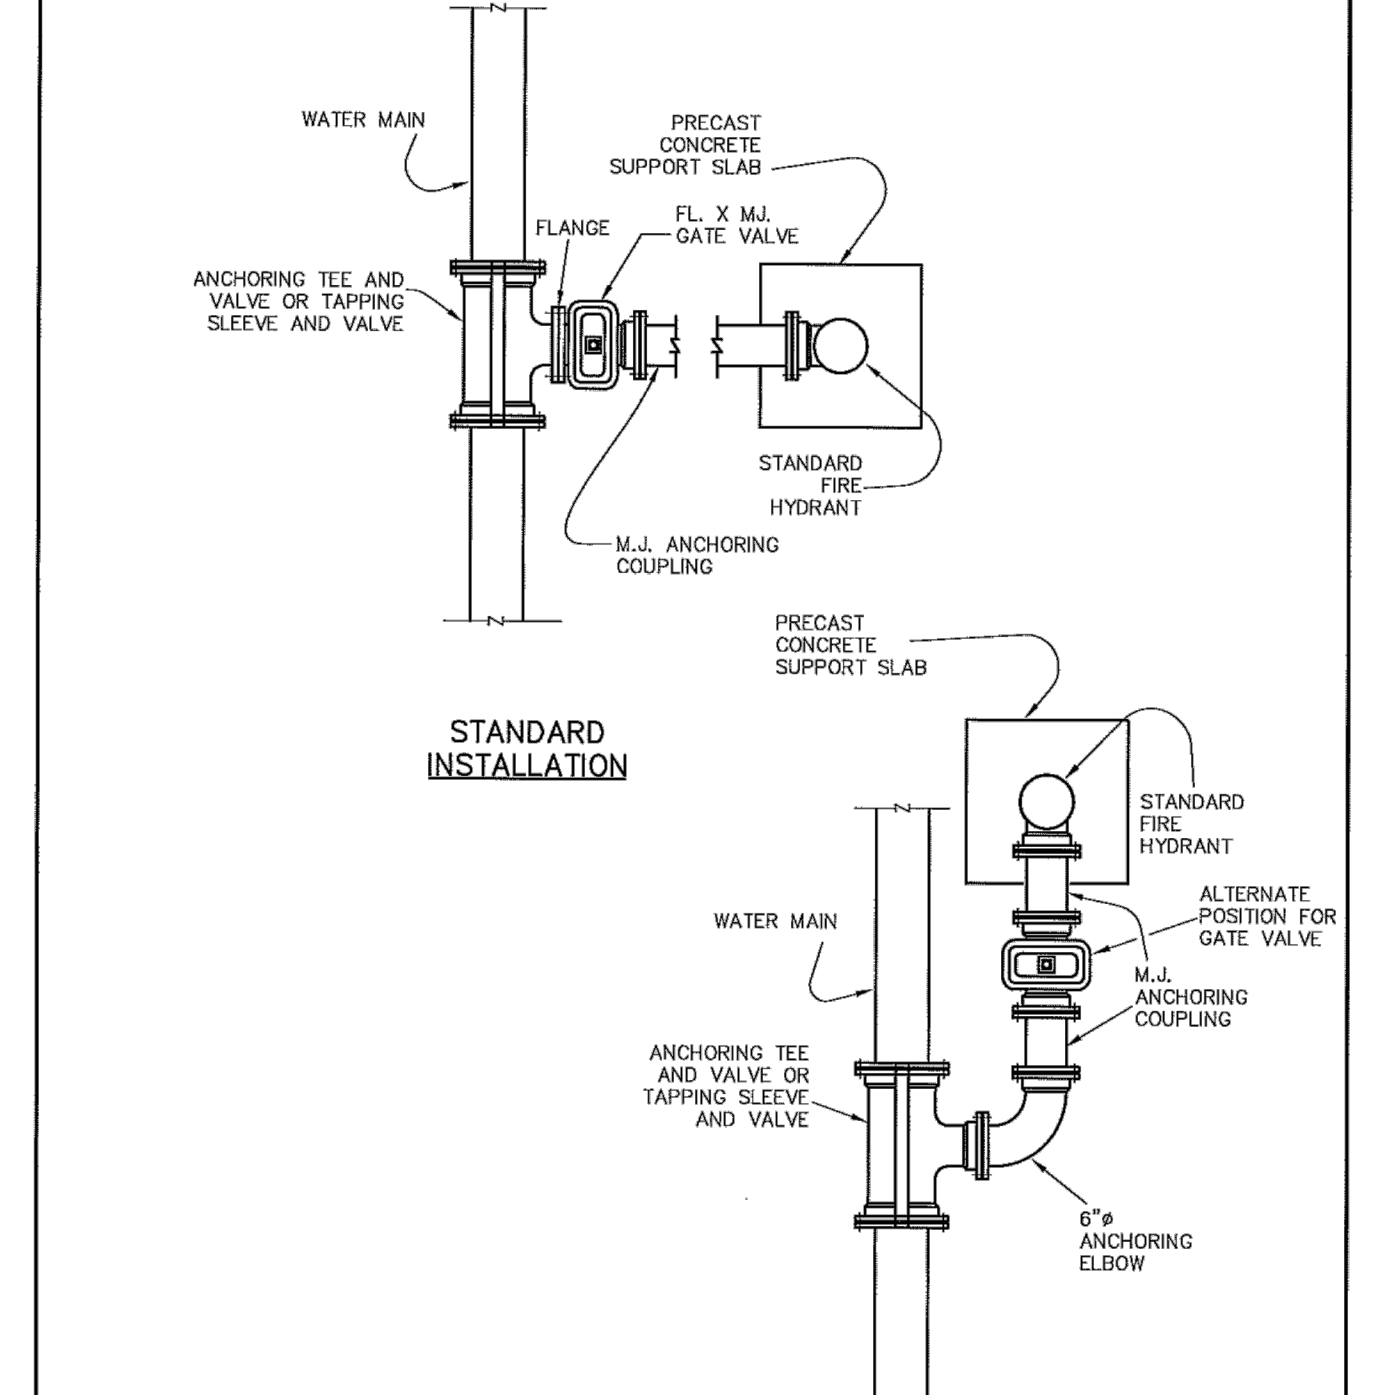 WATER MAIN
PRECAST
CONCRETE
SUPPORT SLAB
FLANGE
FL. X MJ.
GATE VALVE
ANCHORING TEE AND
VALVE OR TAPPING
SLEEVE AND VALVE
STANDARD
FIRE
HYDRANT
M.J. ANCHORING
COUPLING
STANDARD
INSTALLATION
PRECAST
CONCRETE
SUPPORT SLAB
STANDARD
FIRE
HYDRANT
WATER MAIN
ALTERNATE
POSITION FOR
GATE VALVE
M.J.
ANCHORING
COUPLING
ANCHORING TEE
AND VALVE OR
TAPPING SLEEVE
AND VALVE
6"ø
ANCHORING
ELBOW